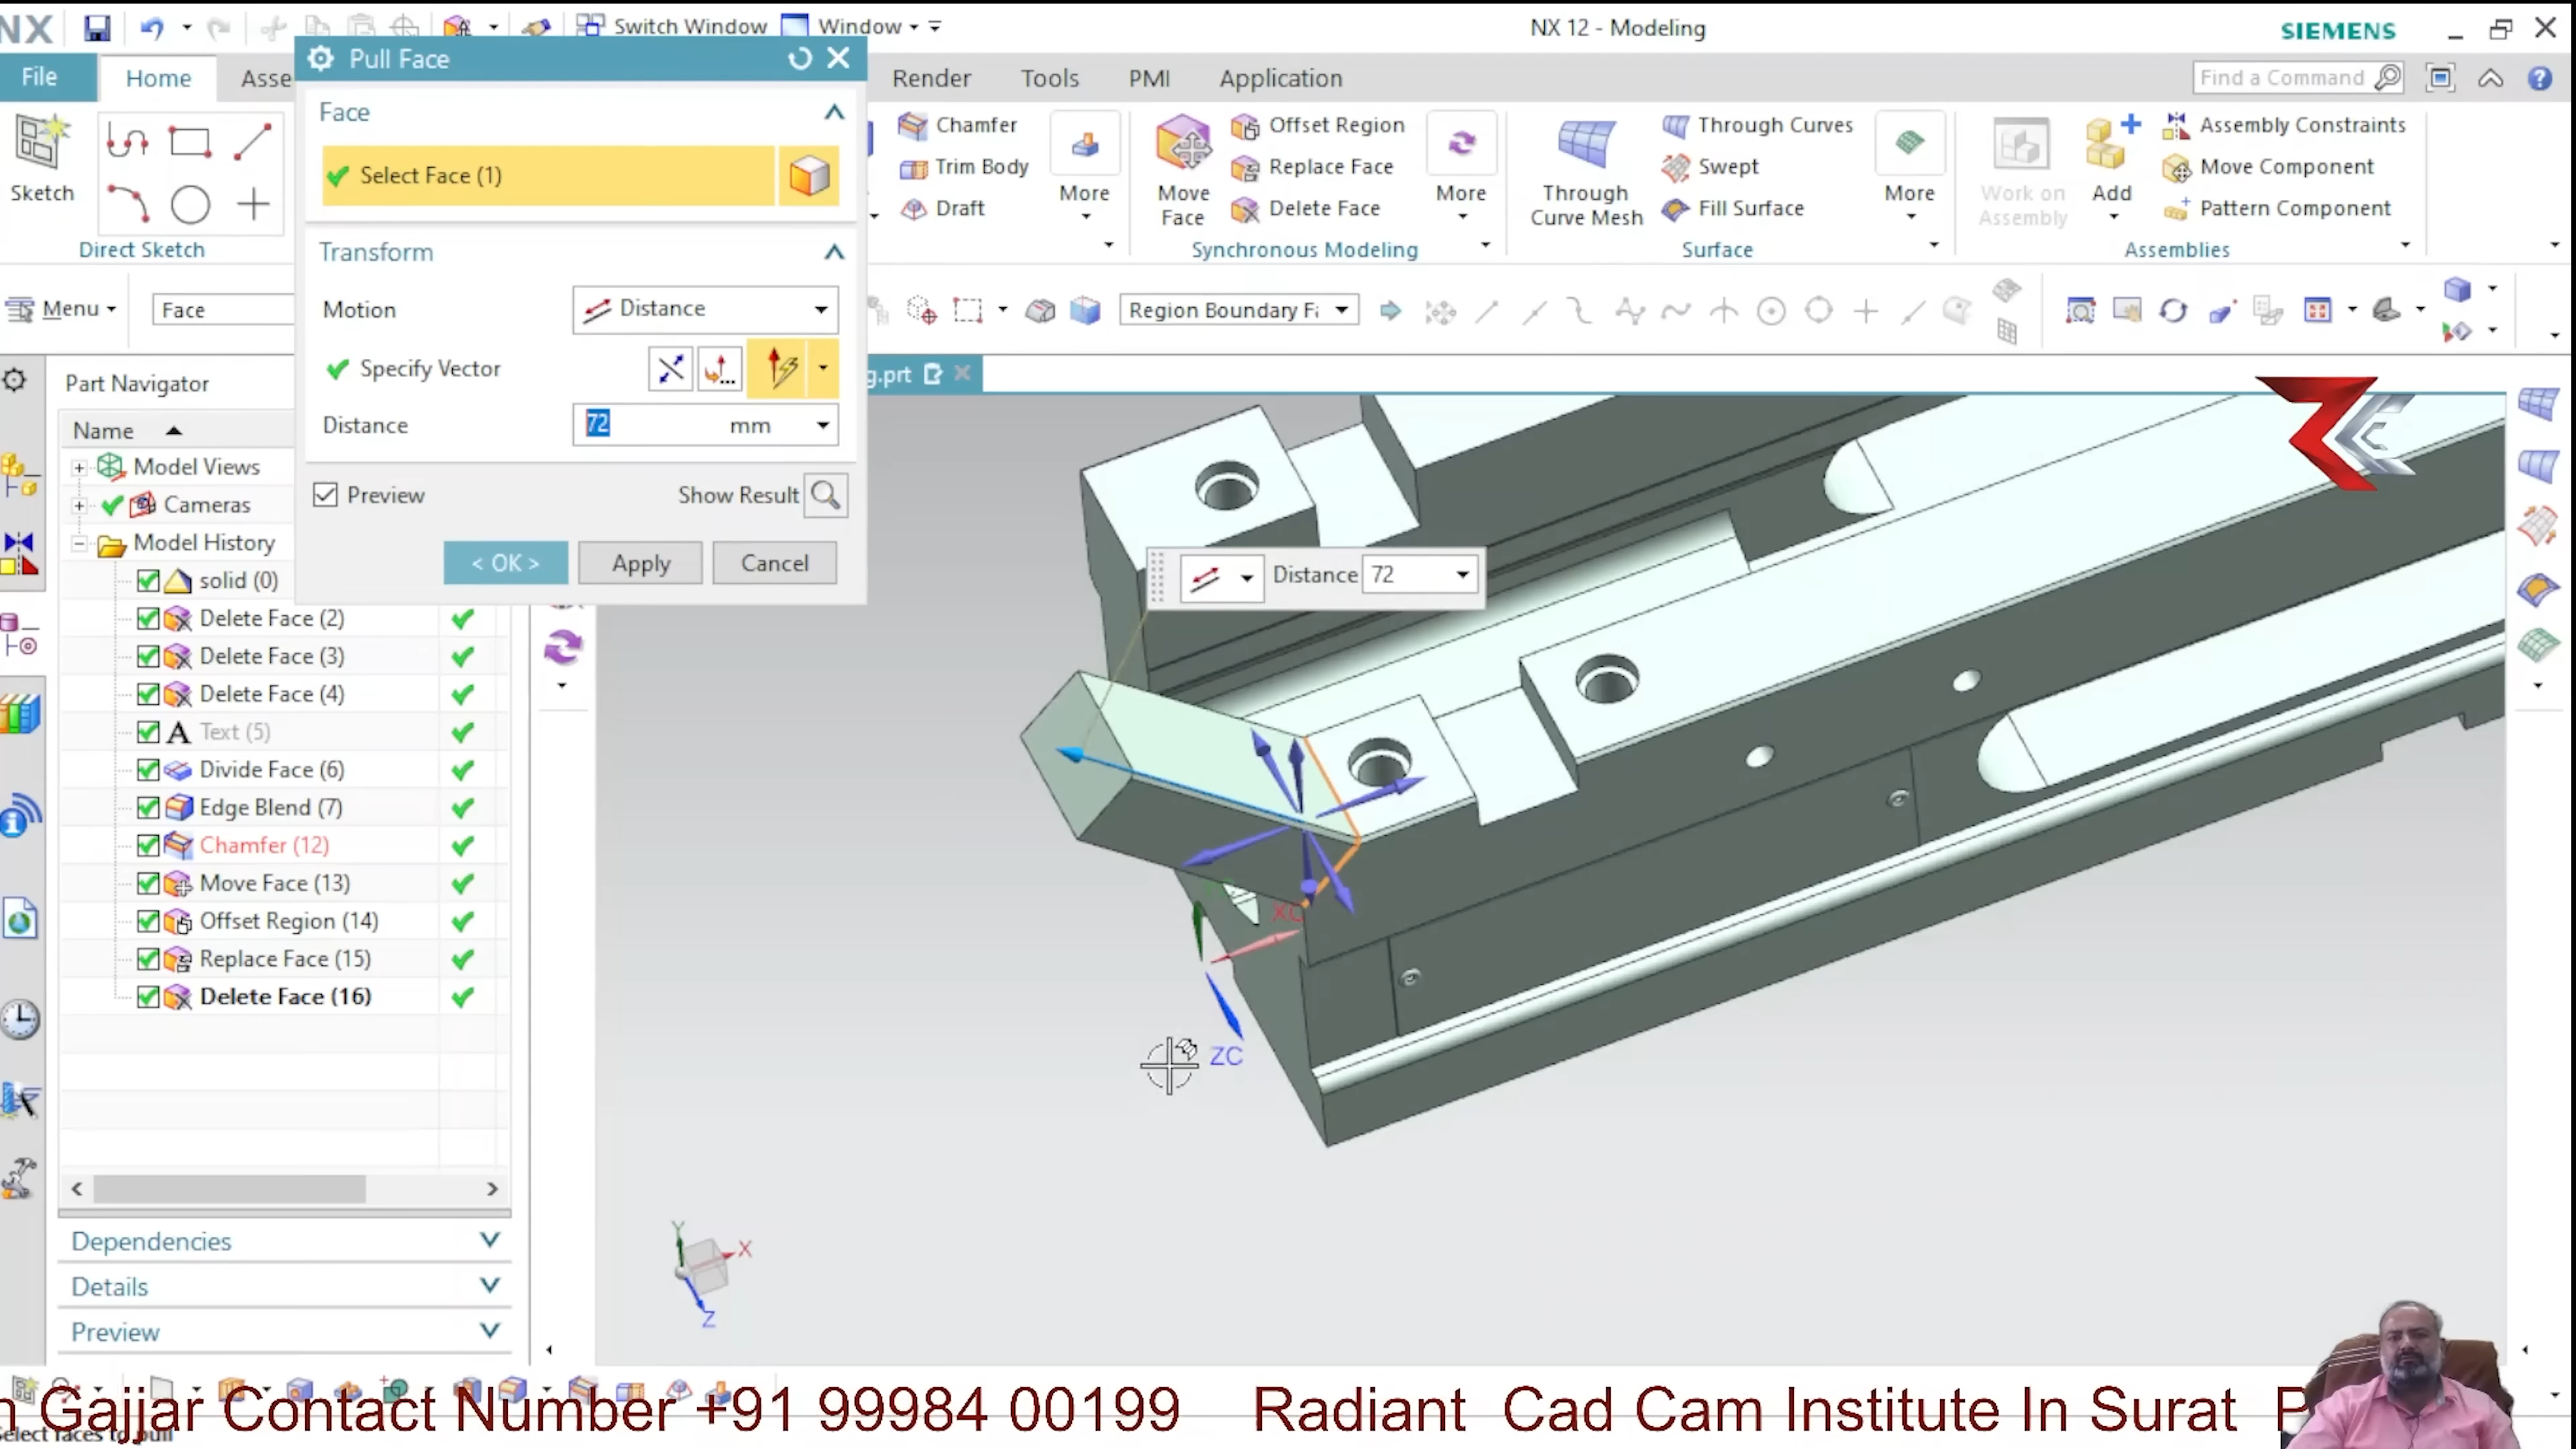 NX
Switch Window
Window
NX 12 - Modeling
SIEMENS
Pull Face
File
Home
Render
Tools
PMI
Application
Find a Command
Sketch
Direct Sketch
Chamfer
Trim Body
Draft
More
Move Face
Offset Region
Replace Face
Delete Face
More
Synchronous Modeling
Through Curve Mesh
Through Curves
Swept
Fill Surface
More
Surface
Work on Assembly
Add
Assembly Constraints
Move Component
Pattern Component
Assemblies
Face
Select Face (1)
Transform
Motion
Distance
Specify Vector
Distance
72
mm
Preview
Show Result
< OK >
Apply
Cancel
Menu
Face
Region Boundary
g.prt
Part Navigator
Name
Model Views
Cameras
Model History
solid (0)
Delete Face (2)
Delete Face (3)
Delete Face (4)
Text (5)
Divide Face (6)
Edge Blend (7)
Chamfer (12)
Move Face (13)
Offset Region (14)
Replace Face (15)
Delete Face (16)
Dependencies
Details
Preview
Distance 72
XC
ZC
Y
X
Z
Gajjar Contact Number +91 99984 00199
Radiant Cad Cam Institute In Surat P
Select faces to pull